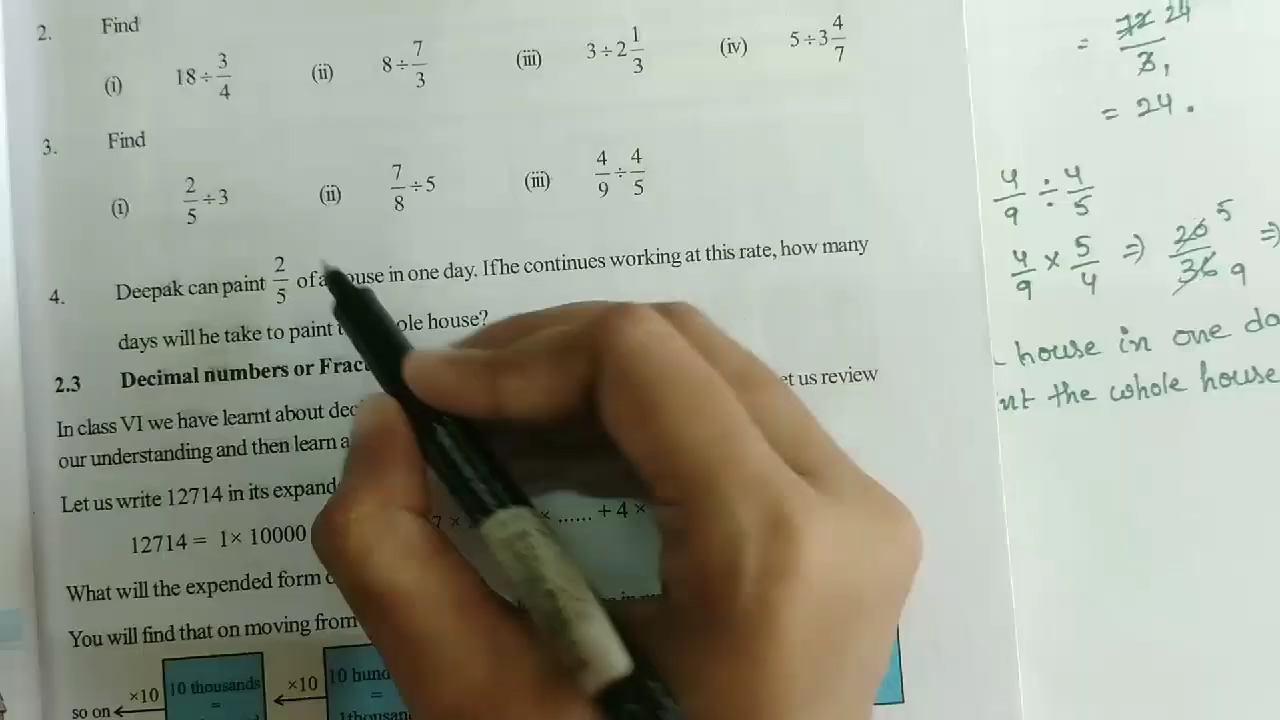 2. Find
(i) 18 ÷ 3/4 (ii) 8 ÷ 7/3 (iii) 3 ÷ 2 1/3 (iv) 5 ÷ 3 4/7
3. Find
(i) 2/5 ÷ 3 (ii) 7/8 ÷ 5 (iii) 4/9 ÷ 4/5
4. Deepak can paint 2/5 of a house in one day. If he continues working at this rate, how many
days will he take to paint ole house?
2.3 Decimal numbers or Fract
In class VI we have learnt about dec et us review
our understanding and then learn a
Let us write 12714 in its expand
12714 = 1× 10000 7 × × ...... + 4 ×
What will the expended form
You will find that on moving from
so on ×10 10 thousands = ×10 10 hund = 1thousan
= 72 24 / 3 1
= 24 .
4/9 ÷ 4/5
4/9 × 5/4 ⇒ 20 5 / 36 9 ⇒
house in one da
nt the whole house